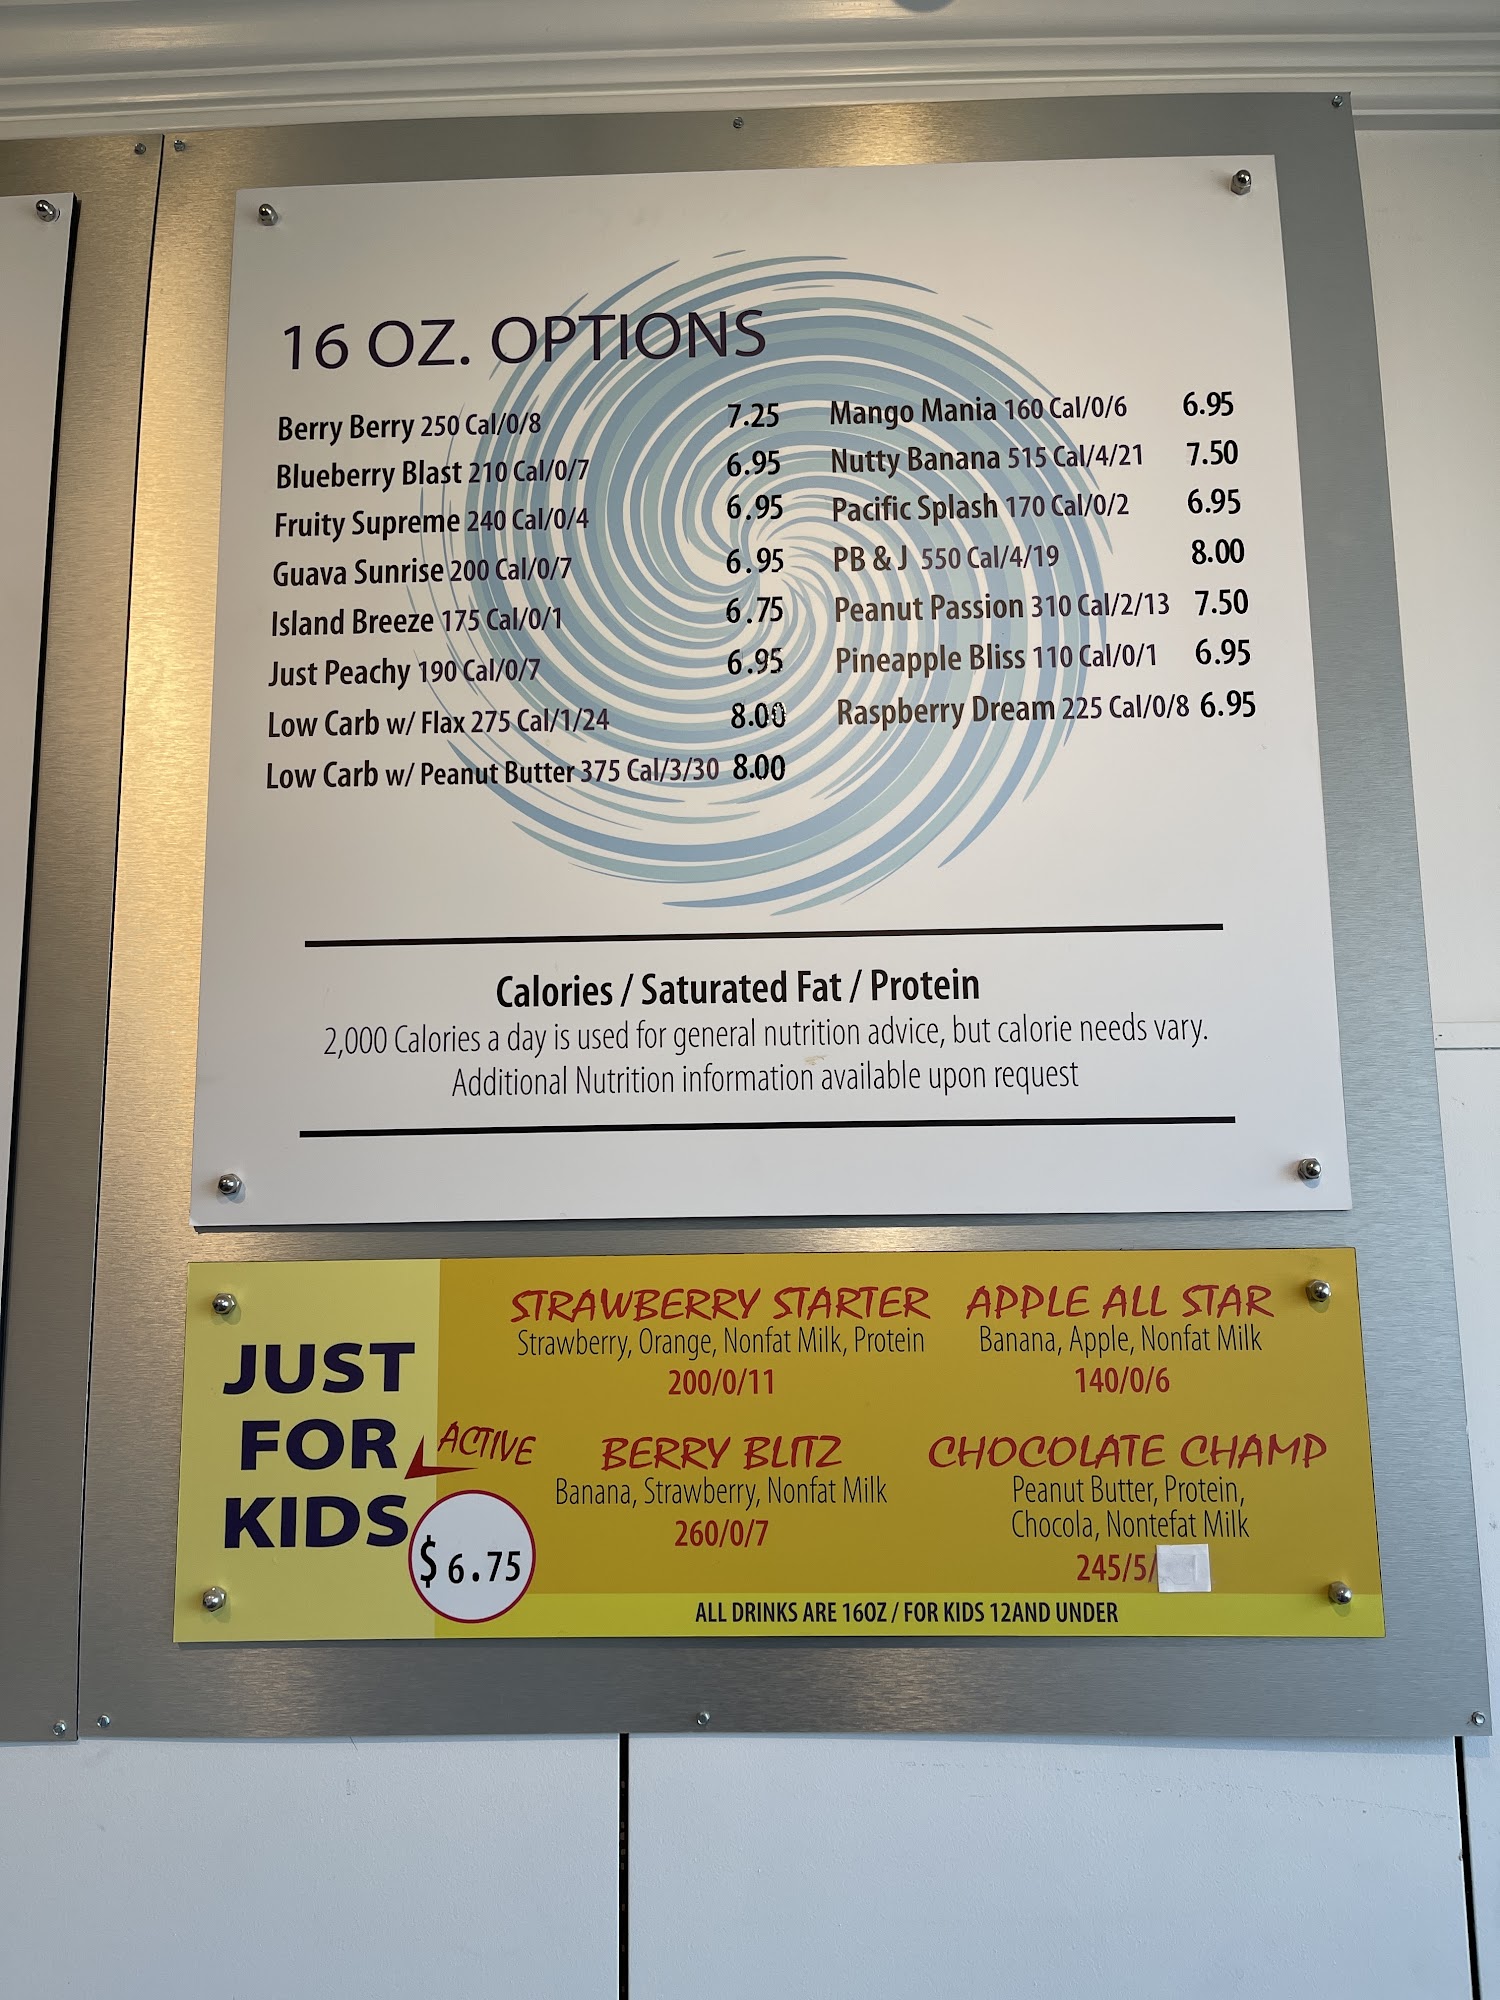 16 OZ. OPTIONS
Berry Berry 250 Cal/0/8 7.25
Blueberry Blast 210 Cal/0/7 6.95
Fruity Supreme 240 Cal/0/4 6.95
Guava Sunrise 200 Cal/0/7 6.95
Island Breeze 175 Cal/0/1 6.75
Just Peachy 190 Cal/0/7 6.95
Low Carb w/ Flax 275 Cal/1/24 8.00
Low Carb w/ Peanut Butter 375 Cal/3/30 8.00
Mango Mania 160 Cal/0/6 6.95
Nutty Banana 515 Cal/4/21 7.50
Pacific Splash 170 Cal/0/2 6.95
PB & J 550 Cal/4/19 8.00
Peanut Passion 310 Cal/2/13 7.50
Pineapple Bliss 110 Cal/0/1 6.95
Raspberry Dream 225 Cal/0/8 6.95
Calories / Saturated Fat / Protein
2,000 Calories a day is used for general nutrition advice, but calorie needs vary.
Additional Nutrition information available upon request
JUST
FOR
ACTIVE
KIDS
$6.75
STRAWBERRY STARTER
Strawberry, Orange, Nonfat Milk, Protein
200/0/11
APPLE ALL STAR
Banana, Apple, Nonfat Milk
140/0/6
BERRY BLITZ
Banana, Strawberry, Nonfat Milk
260/0/7
CHOCOLATE CHAMP
Peanut Butter, Protein,
Chocola, Nontefat Milk
245/5/
ALL DRINKS ARE 16OZ / FOR KIDS 12AND UNDER